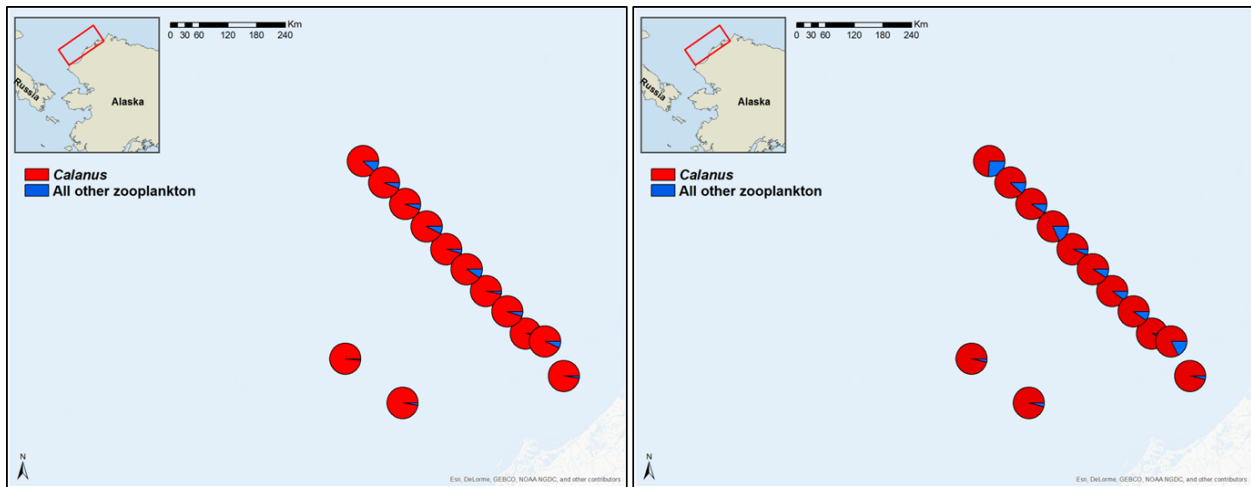 Km
0 30 60 120 180 240
Russia
Alaska
Calanus
All other zooplankton
N
Esri, DeLorme, GEBCO, NOAA NGDC, and other contributors
Km
0 30 60 120 180 240
Russia
Alaska
Calanus
All other zooplankton
N
Esri, DeLorme, GEBCO, NOAA NGDC, and other contributors